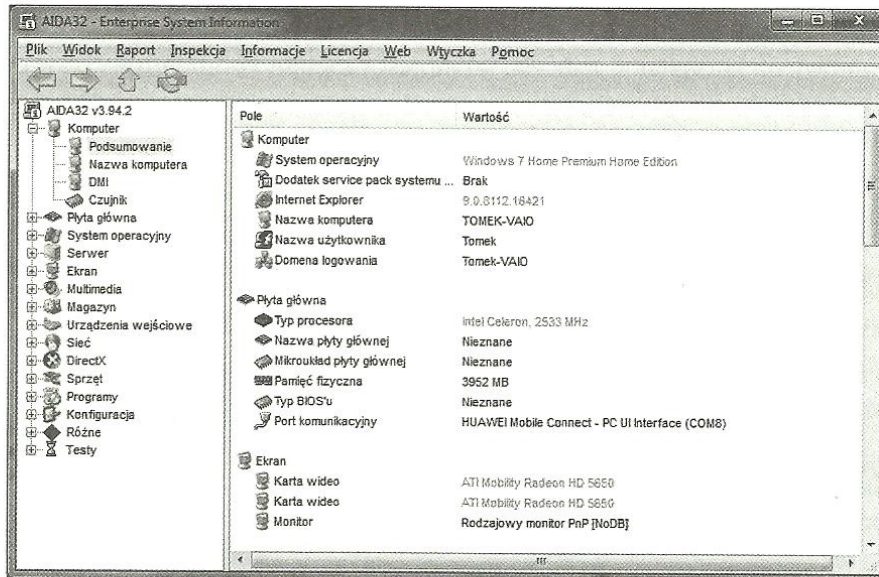 AIDA32 - Enterprise System Information
Plik Widok Raport Inspekcja Informacje Licencja Web Wtyczka Pomoc
AIDA32 v3.94.2
Komputer
Podsumowanie
Nazwa komputera
DMI
Czujnik
Płyta główna
System operacyjny
Serwer
Ekran
Multimedia
Magazyn
Urządzenia wejściowe
Sieć
DirectX
Sprzęt
Programy
Konfiguracja
Różne
Testy
Pole Wartość
Komputer
System operacyjny Windows 7 Home Premium Home Edition
Dodatek service pack systemu ... Brak
Internet Explorer 9.0.8112.16421
Nazwa komputera TOMEK-VAIO
Nazwa użytkownika Tomek
Domena logowania Tomek-VAIO
Płyta główna
Typ procesora Intel Celeron, 2533 MHz
Nazwa płyty głównej Nieznane
Mikroukład płyty głównej Nieznane
Pamięć fizyczna 3952 MB
Typ BIOS'u Nieznane
Port komunikacyjny HUAWEI Mobile Connect - PC UI Interface (COM8)
Ekran
Karta wideo ATI Mobility Radeon HD 5650
Karta wideo ATI Mobility Radeon HD 5650
Monitor Rodzajowy monitor PnP [NoDB]